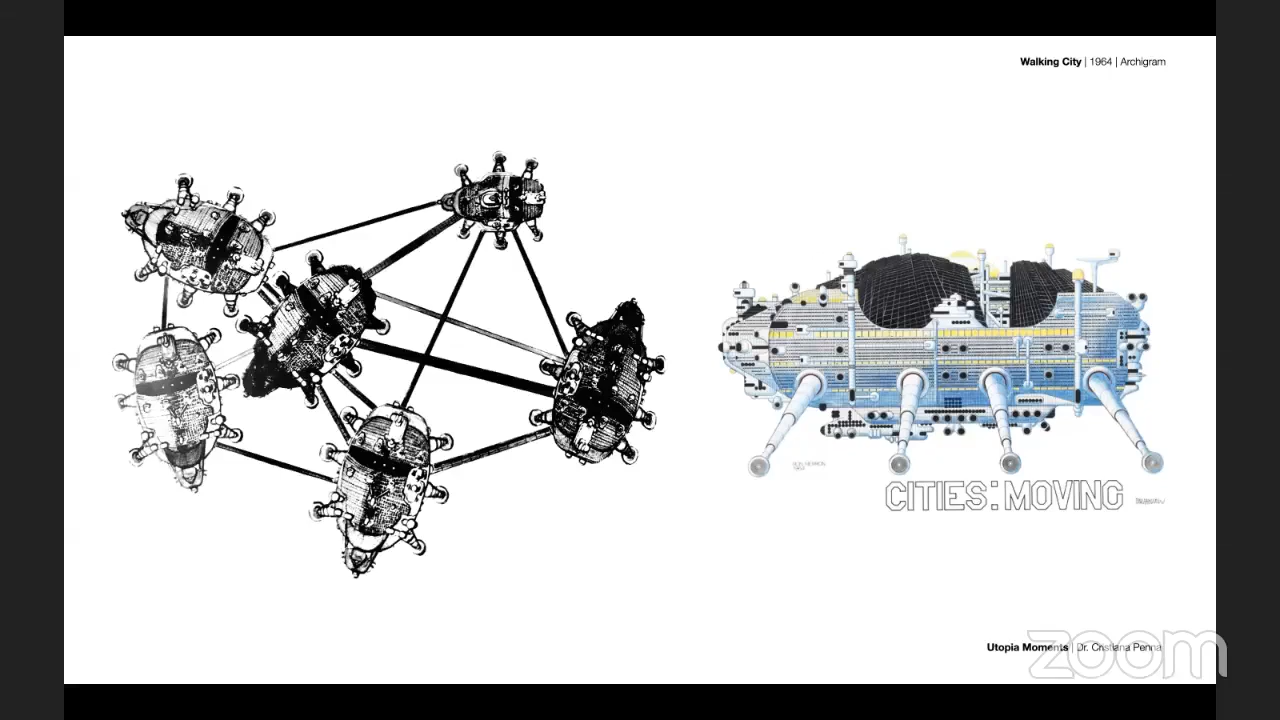 Walking City | 1964 | Archigram
CITIES: MOVING
Utopia Moments | Dr. Cristiana Penna
zoom